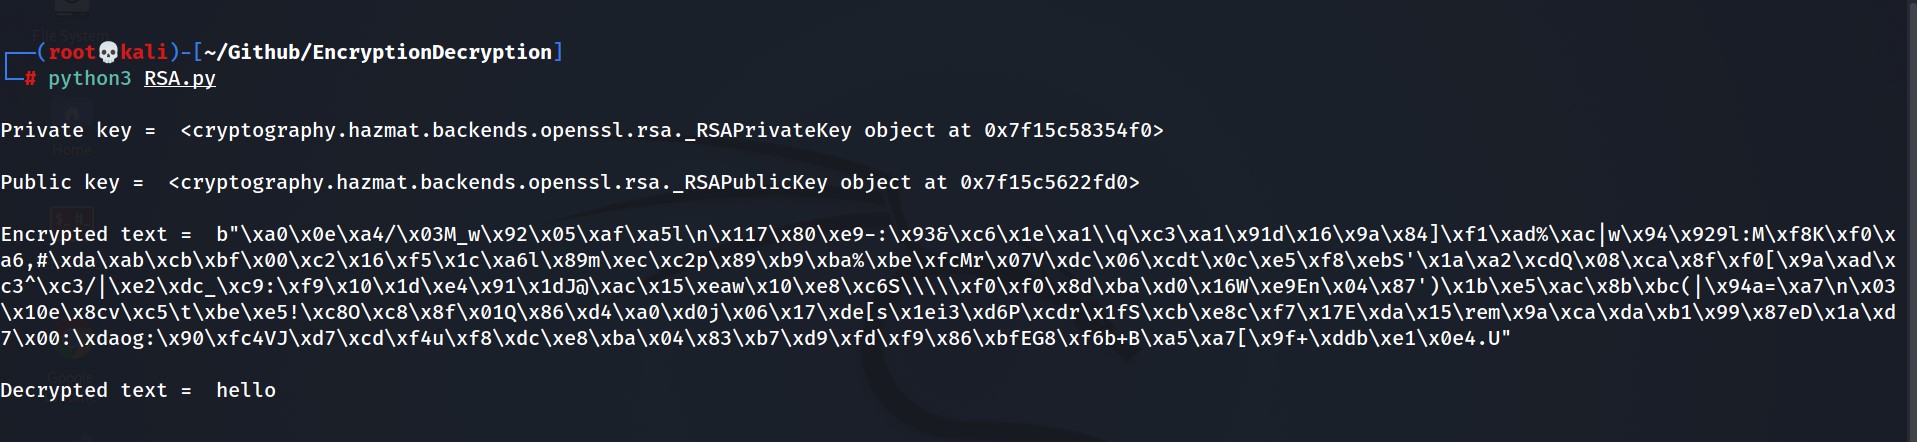 ┌──(root💀kali)-[~/Github/EncryptionDecryption]
└─# python3 RSA.py
Private key =  <cryptography.hazmat.backends.openssl.rsa._RSAPrivateKey object at 0x7f15c58354f0>
Public key =  <cryptography.hazmat.backends.openssl.rsa._RSAPublicKey object at 0x7f15c5622fd0>
Encrypted text =  b"\xa0\x0e\xa4/\x03M_w\x92\x05\xaf\xa5l\n\x117\x80\xe9-:\x93&\xc6\x1e\xa1\\q\xc3\xa1\x91d\x16\x9a\x84]\xf1\xad%\xac|w\x94\x929l:M\xf8K\xf0\x
a6,#\xda\xab\xcb\xbf\x00\xc2\x16\xf5\x1c\xa6l\x89m\xec\xc2p\x89\xb9\xba%\xbe\xfcMr\x07V\xdc\x06\xcdt\x0c\xe5\xf8\xebS'\x1a\xa2\xcdQ\x08\xca\x8f\xf0[\x9a\xad\x
c3^\xc3/|\xe2\xdc_\xc9:\xf9\x10\x1d\xe4\x91\x1dJ@\xac\x15\xeaw\x10\xe8\xc6S\\\\\xf0\xf0\x8d\xba\xd0\x16W\xe9En\x04\x87')\x1b\xe5\xac\x8b\xbc(|\x94a=\xa7\n\x03
\x10e\x8cv\xc5\t\xbe\xe5!\xc8O\xc8\x8f\x01Q\x86\xd4\xa0\xd0j\x06\x17\xde[s\x1ei3\xd6P\xcdr\x1fS\xcb\xe8c\xf7\x17E\xda\x15\rem\x9a\xca\xda\xb1\x99\x87eD\x1a\xd
7\x00:\xdaog:\x90\xfc4VJ\xd7\xcd\xf4u\xf8\xdc\xe8\xba\x04\x83\xb7\xd9\xfd\xf9\x86\xbfEG8\xf6b+B\xa5\xa7[\x9f+\xddb\xe1\x0e4.U"
Decrypted text =  hello